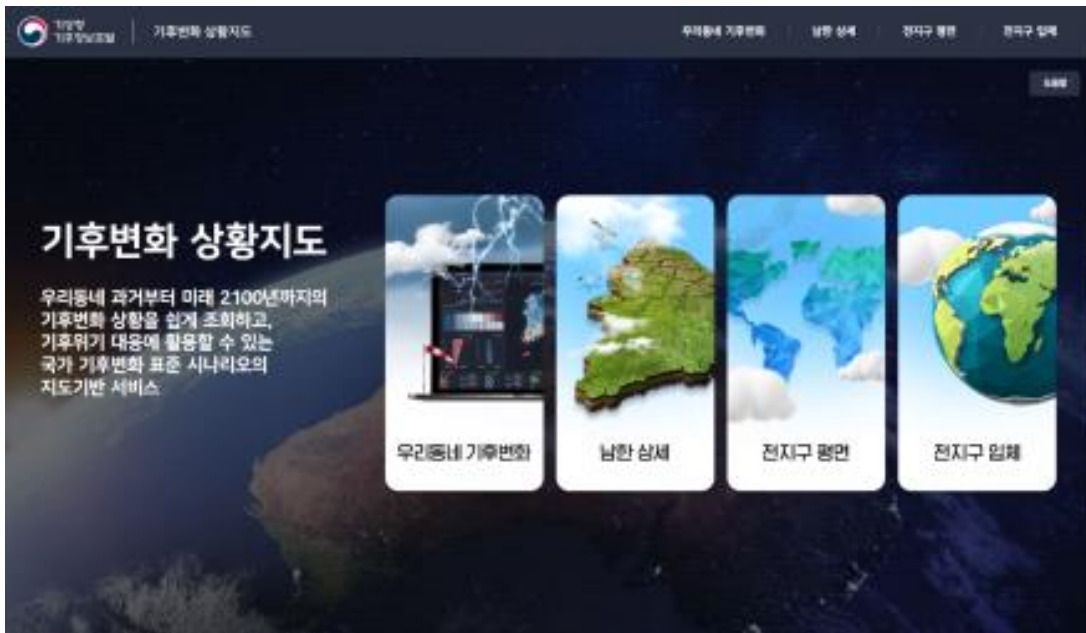 기상청
기후정보포털
기후변화 상황지도
우리동네 기후변화
남한 상세
전지구 평면
전지구 입체
도움말
기후변화 상황지도
우리동네 과거부터 미래 2100년까지의
기후변화 상황을 쉽게 조회하고,
기후위기 대응에 활용할 수 있는
국가 기후변화 표준 시나리오의
지도기반 서비스
우리동네 기후변화
남한 상세
전지구 평면
전지구 입체